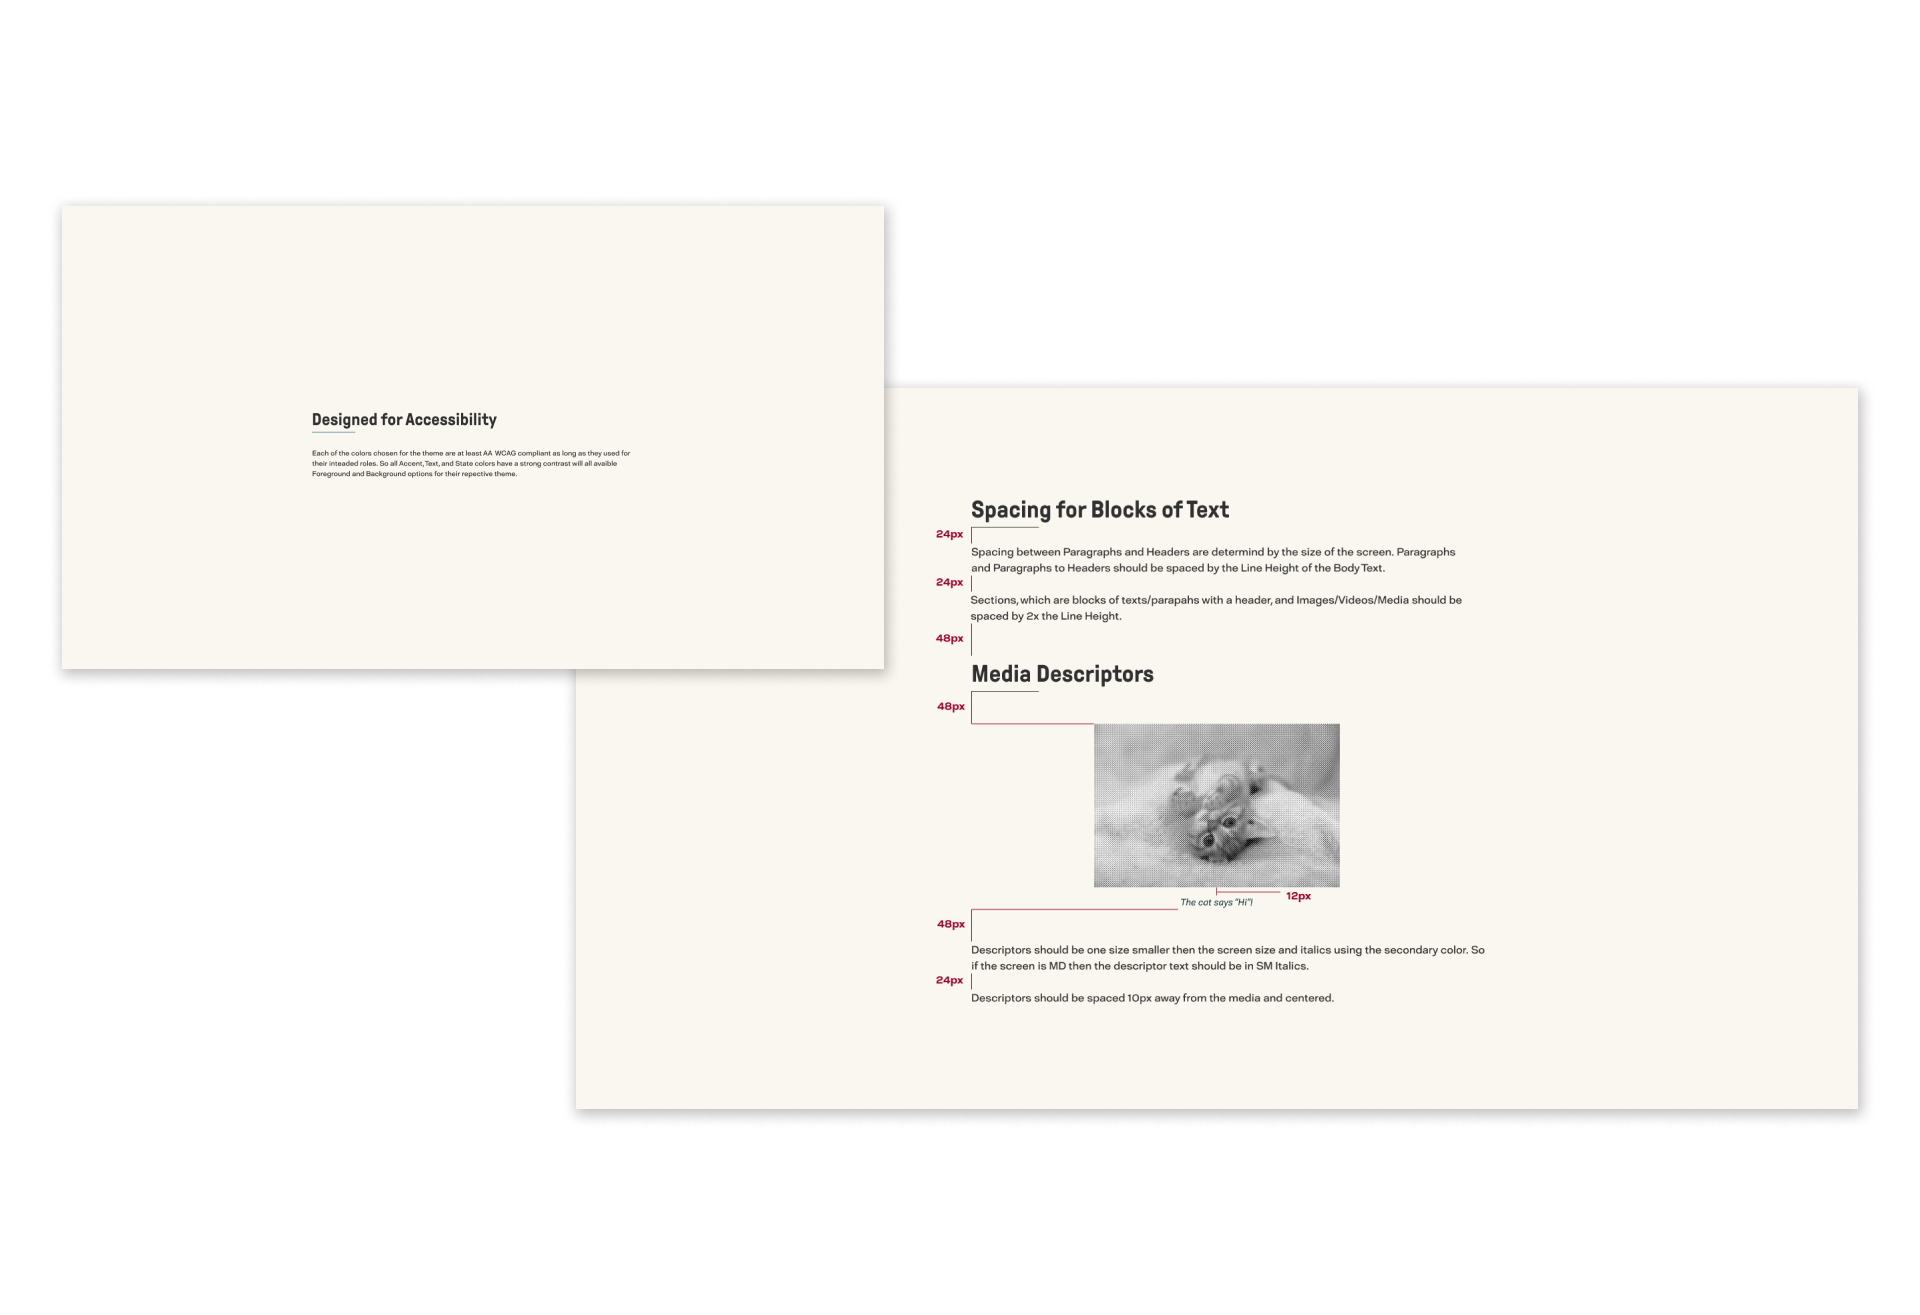 Designed for Accessibility
Each of the colors chosen for the theme are at least AA WCAG compliant as long as they used for
their inteaded roles. So all Accent, Text, and State colors have a strong contrast will all avaible
Foreground and Background options for their repective theme.
Spacing for Blocks of Text
24px
Spacing between Paragraphs and Headers are determind by the size of the screen. Paragraphs
and Paragraphs to Headers should be spaced by the Line Height of the Body Text.
24px
Sections, which are blocks of texts/parapahs with a header, and Images/Videos/Media should be
spaced by 2x the Line Height.
48px
Media Descriptors
48px
12px
The cat says "Hi"!
48px
Descriptors should be one size smaller then the screen size and italics using the secondary color. So
if the screen is MD then the descriptor text should be in SM Italics.
24px
Descriptors should be spaced 10px away from the media and centered.